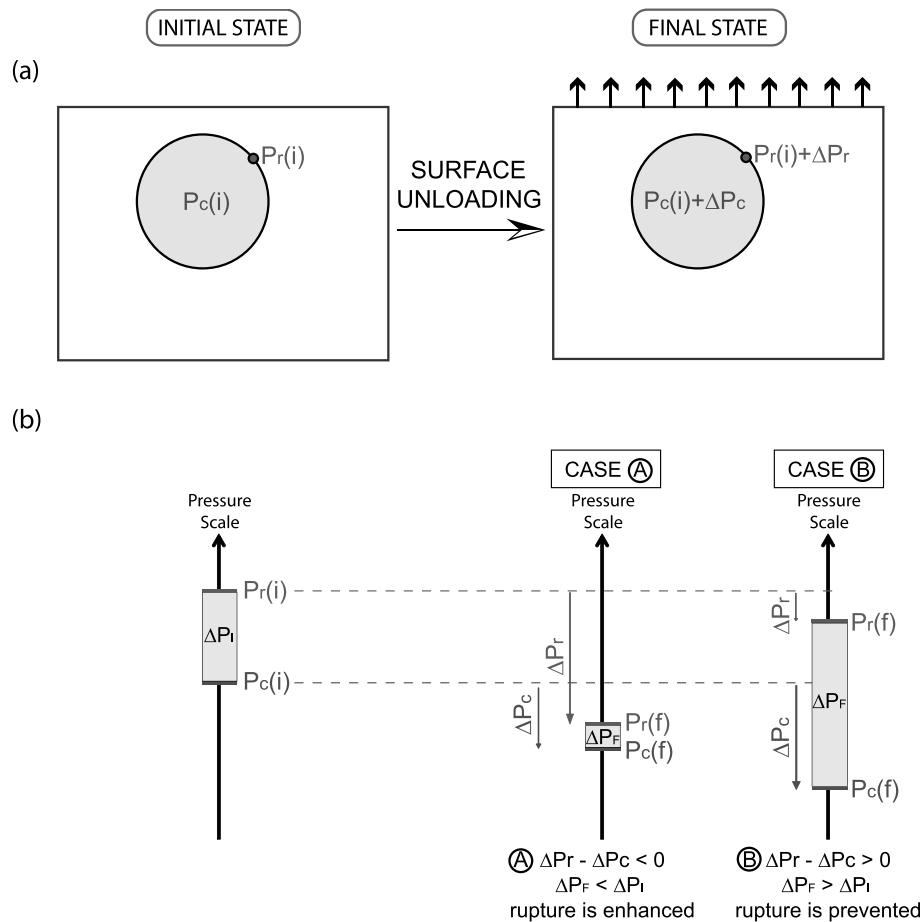 INITIAL STATE
FINAL STATE
(a)
Pr(i)
Pc(i)
SURFACE
UNLOADING
Pr(i)+ΔPr
Pc(i)+ΔPc
(b)
CASE Ⓐ
CASE Ⓑ
Pressure
Scale
Pressure
Scale
Pressure
Scale
Pr(i)
ΔPI
Pc(i)
ΔPr
ΔPc
Pr(f)
ΔPF
Pc(f)
ΔPr
Pr(f)
ΔPF
ΔPc
Pc(f)
Ⓐ ΔPr - ΔPc < 0
ΔPF < ΔPI
rupture is enhanced
Ⓑ ΔPr - ΔPc > 0
ΔPF > ΔPI
rupture is prevented